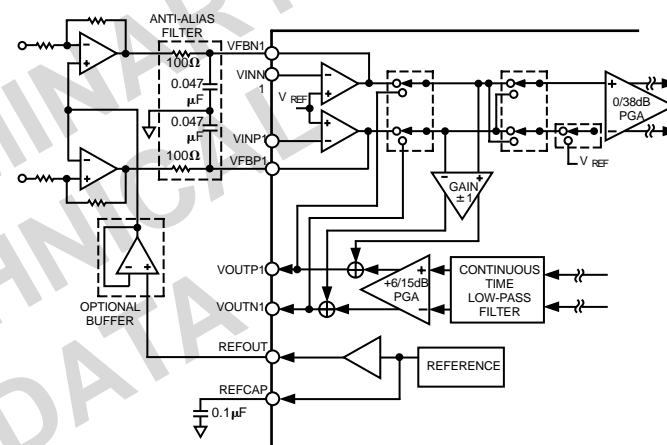 ANTI-ALIAS
FILTER
VFBN1
100Ω
VINN
1
0.047
µF
V REF
0/38dB
PGA
0.047
µF
VINP1
100Ω
VFBP1
V REF
GAIN
± 1
VOUTP1
+6/15dB
PGA
CONTINUOUS
TIME
LOW-PASS
FILTER
OPTIONAL
BUFFER
VOUTN1
REFOUT
REFERENCE
REFCAP
0.1µF
DATA